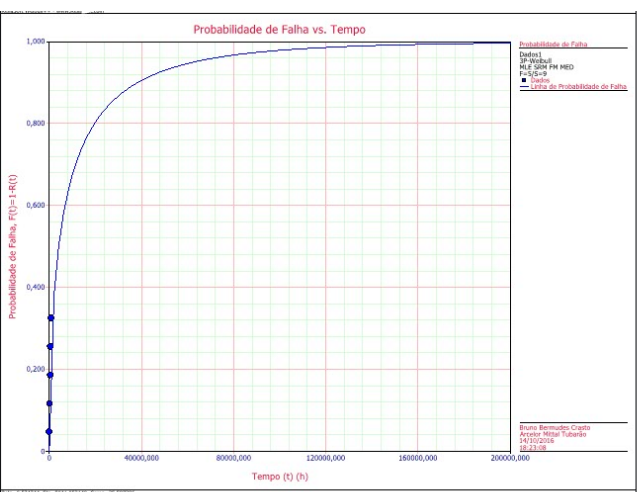 Probabilidade de Falha vs. Tempo
Probabilidade de Falha
Dados1
3P-Weibull
MLE SRM FM MED
F=5/S=9
Dados
Linha de Probabilidade de Falha
1,000
0,800
0,600
0,400
0,200
0
Probabilidade de Falha, F(t)=1-R(t)
0
40000,000
80000,000
120000,000
160000,000
200000,000
Tempo (t) (h)
Bruno Bermudes Crasto
Arcelor Mittal Tubarão
14/10/2016
18:23:08